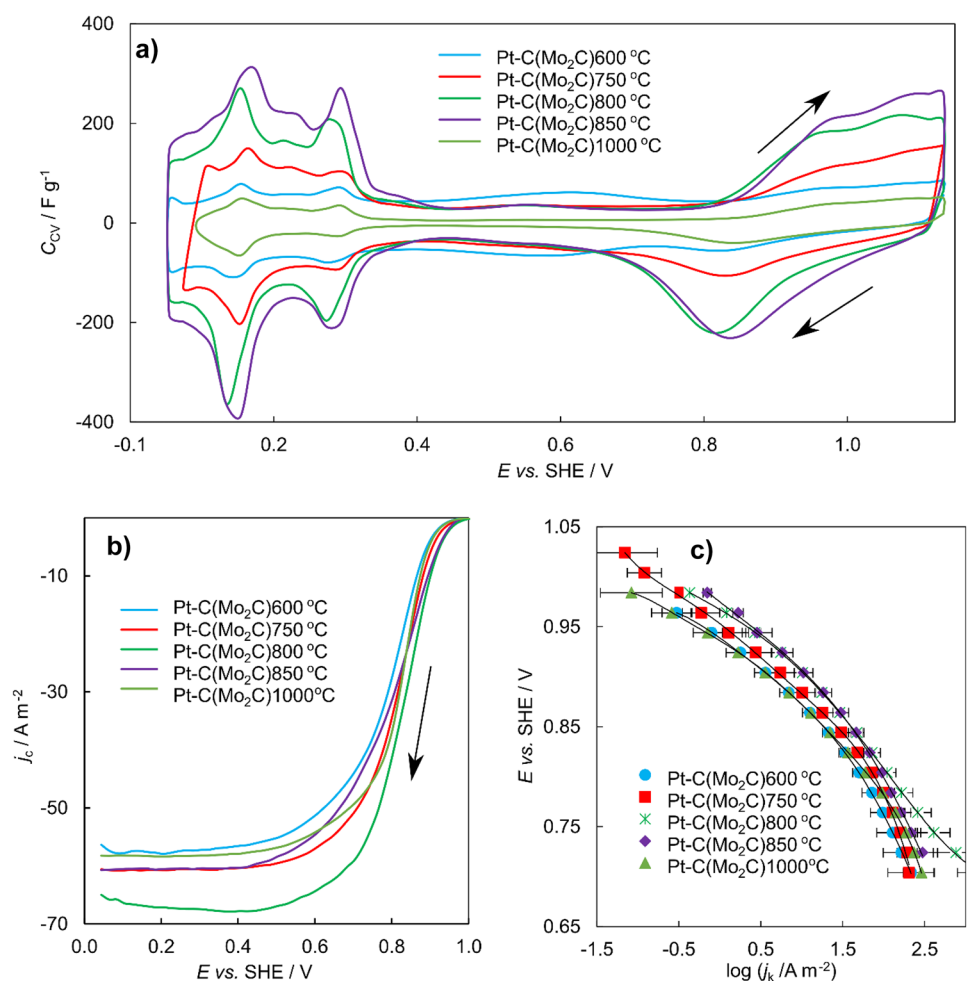 a)
400
200
0
-200
-400
C_CV / F g⁻¹
Pt-C(Mo₂C)600 °C
Pt-C(Mo₂C)750 °C
Pt-C(Mo₂C)800 °C
Pt-C(Mo₂C)850 °C
Pt-C(Mo₂C)1000 °C
-0.1 0.2 0.4 0.6 0.8 1.0
E vs. SHE / V
b)
-10
-30
-50
-70
j_c / A m⁻²
Pt-C(Mo₂C)600 °C
Pt-C(Mo₂C)750 °C
Pt-C(Mo₂C)800 °C
Pt-C(Mo₂C)850 °C
Pt-C(Mo₂C)1000°C
0.0 0.2 0.4 0.6 0.8 1.0
E vs. SHE / V
c)
1.05
0.95
0.85
0.75
0.65
E vs. SHE / V
Pt-C(Mo₂C)600 °C
Pt-C(Mo₂C)750 °C
Pt-C(Mo₂C)800 °C
Pt-C(Mo₂C)850 °C
Pt-C(Mo₂C)1000°C
-1.5 -0.5 0.5 1.5 2.5
log (j_k /A m⁻²)